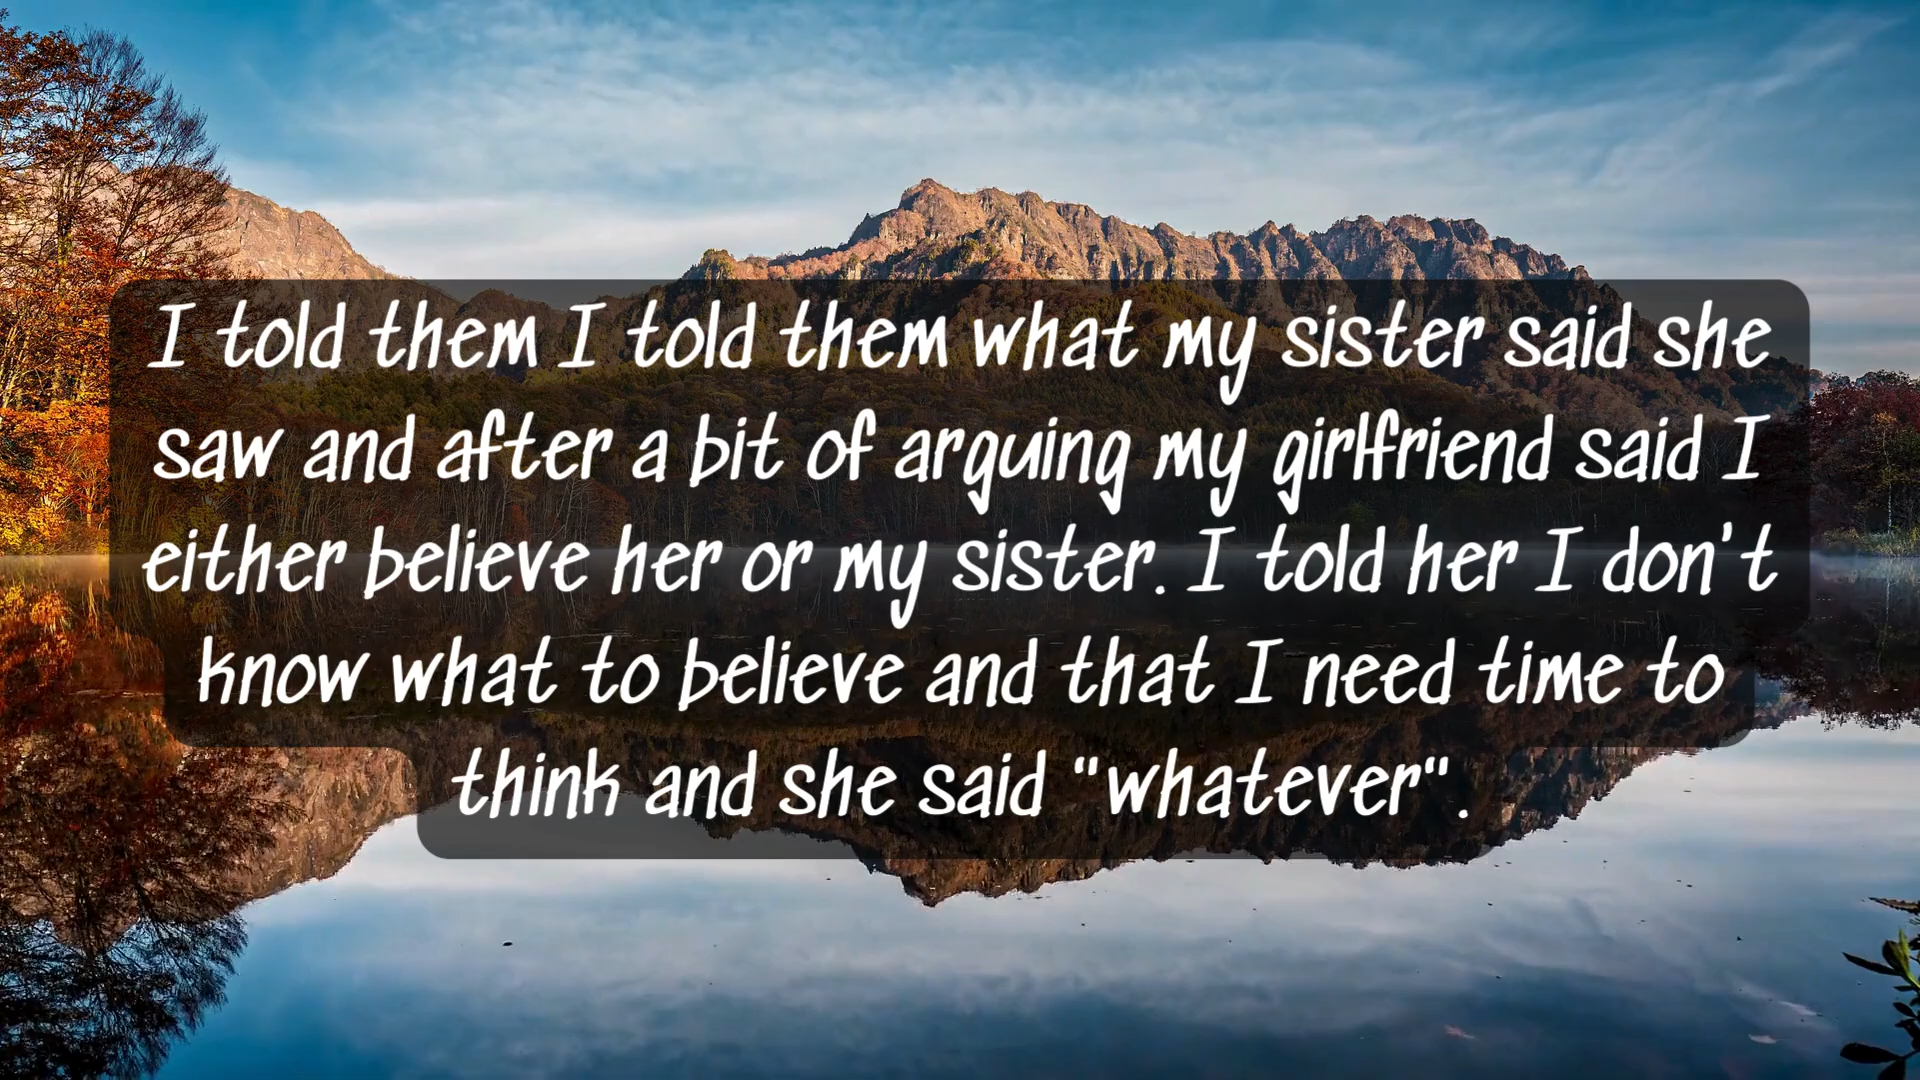 I told them I told them what my sister said she
saw and after a bit of arguing my girlfriend said I
either believe her or my sister. I told her I don't
know what to believe and that I need time to
think and she said "whatever".